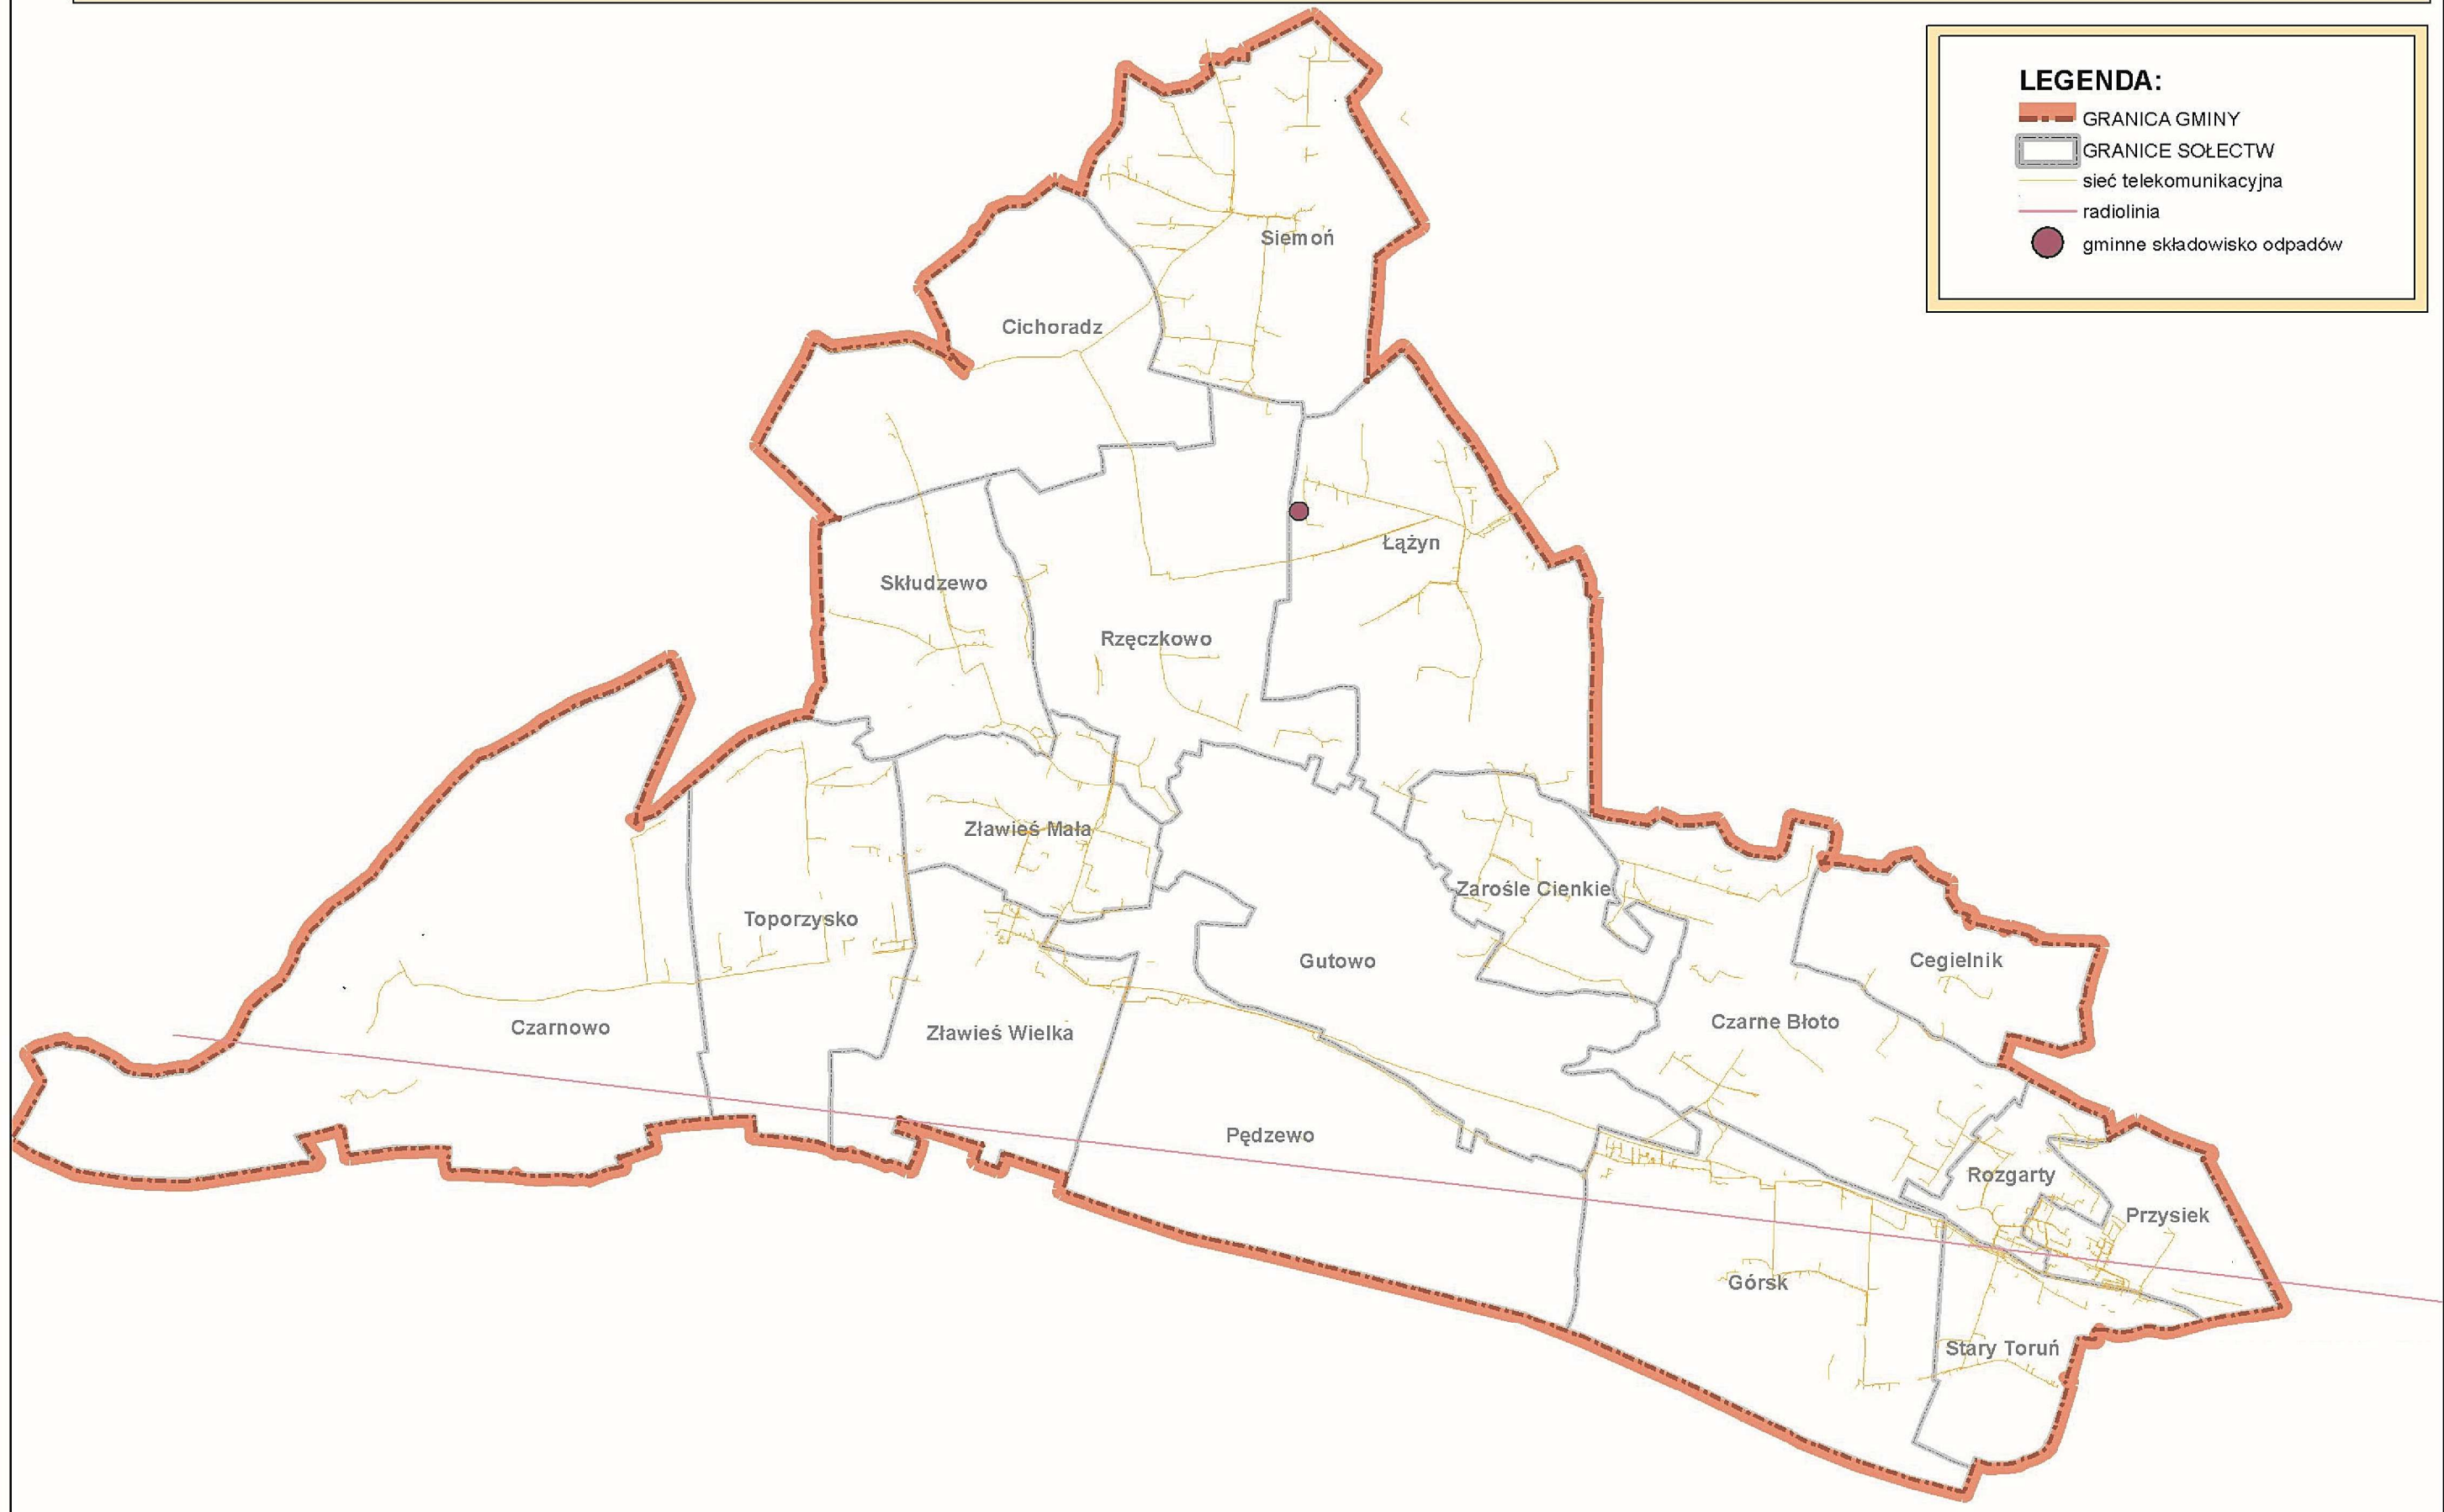 LEGENDA:
GRANICA GMINY
GRANICE SOŁECTW
sieć telekomunikacyjna
radiolinia
gminne składowisko odpadów
Siemoń
Cichoradz
Łążyn
Skłudzewo
Rzęczkowo
Zławieś Mała
Zarośle Cienkie
Toporzysko
Gutowo
Cegielnik
Czarne Błoto
Czarnowo
Zławieś Wielka
Pędzewo
Rozgarty
Przysiek
Górsk
Stary Toruń